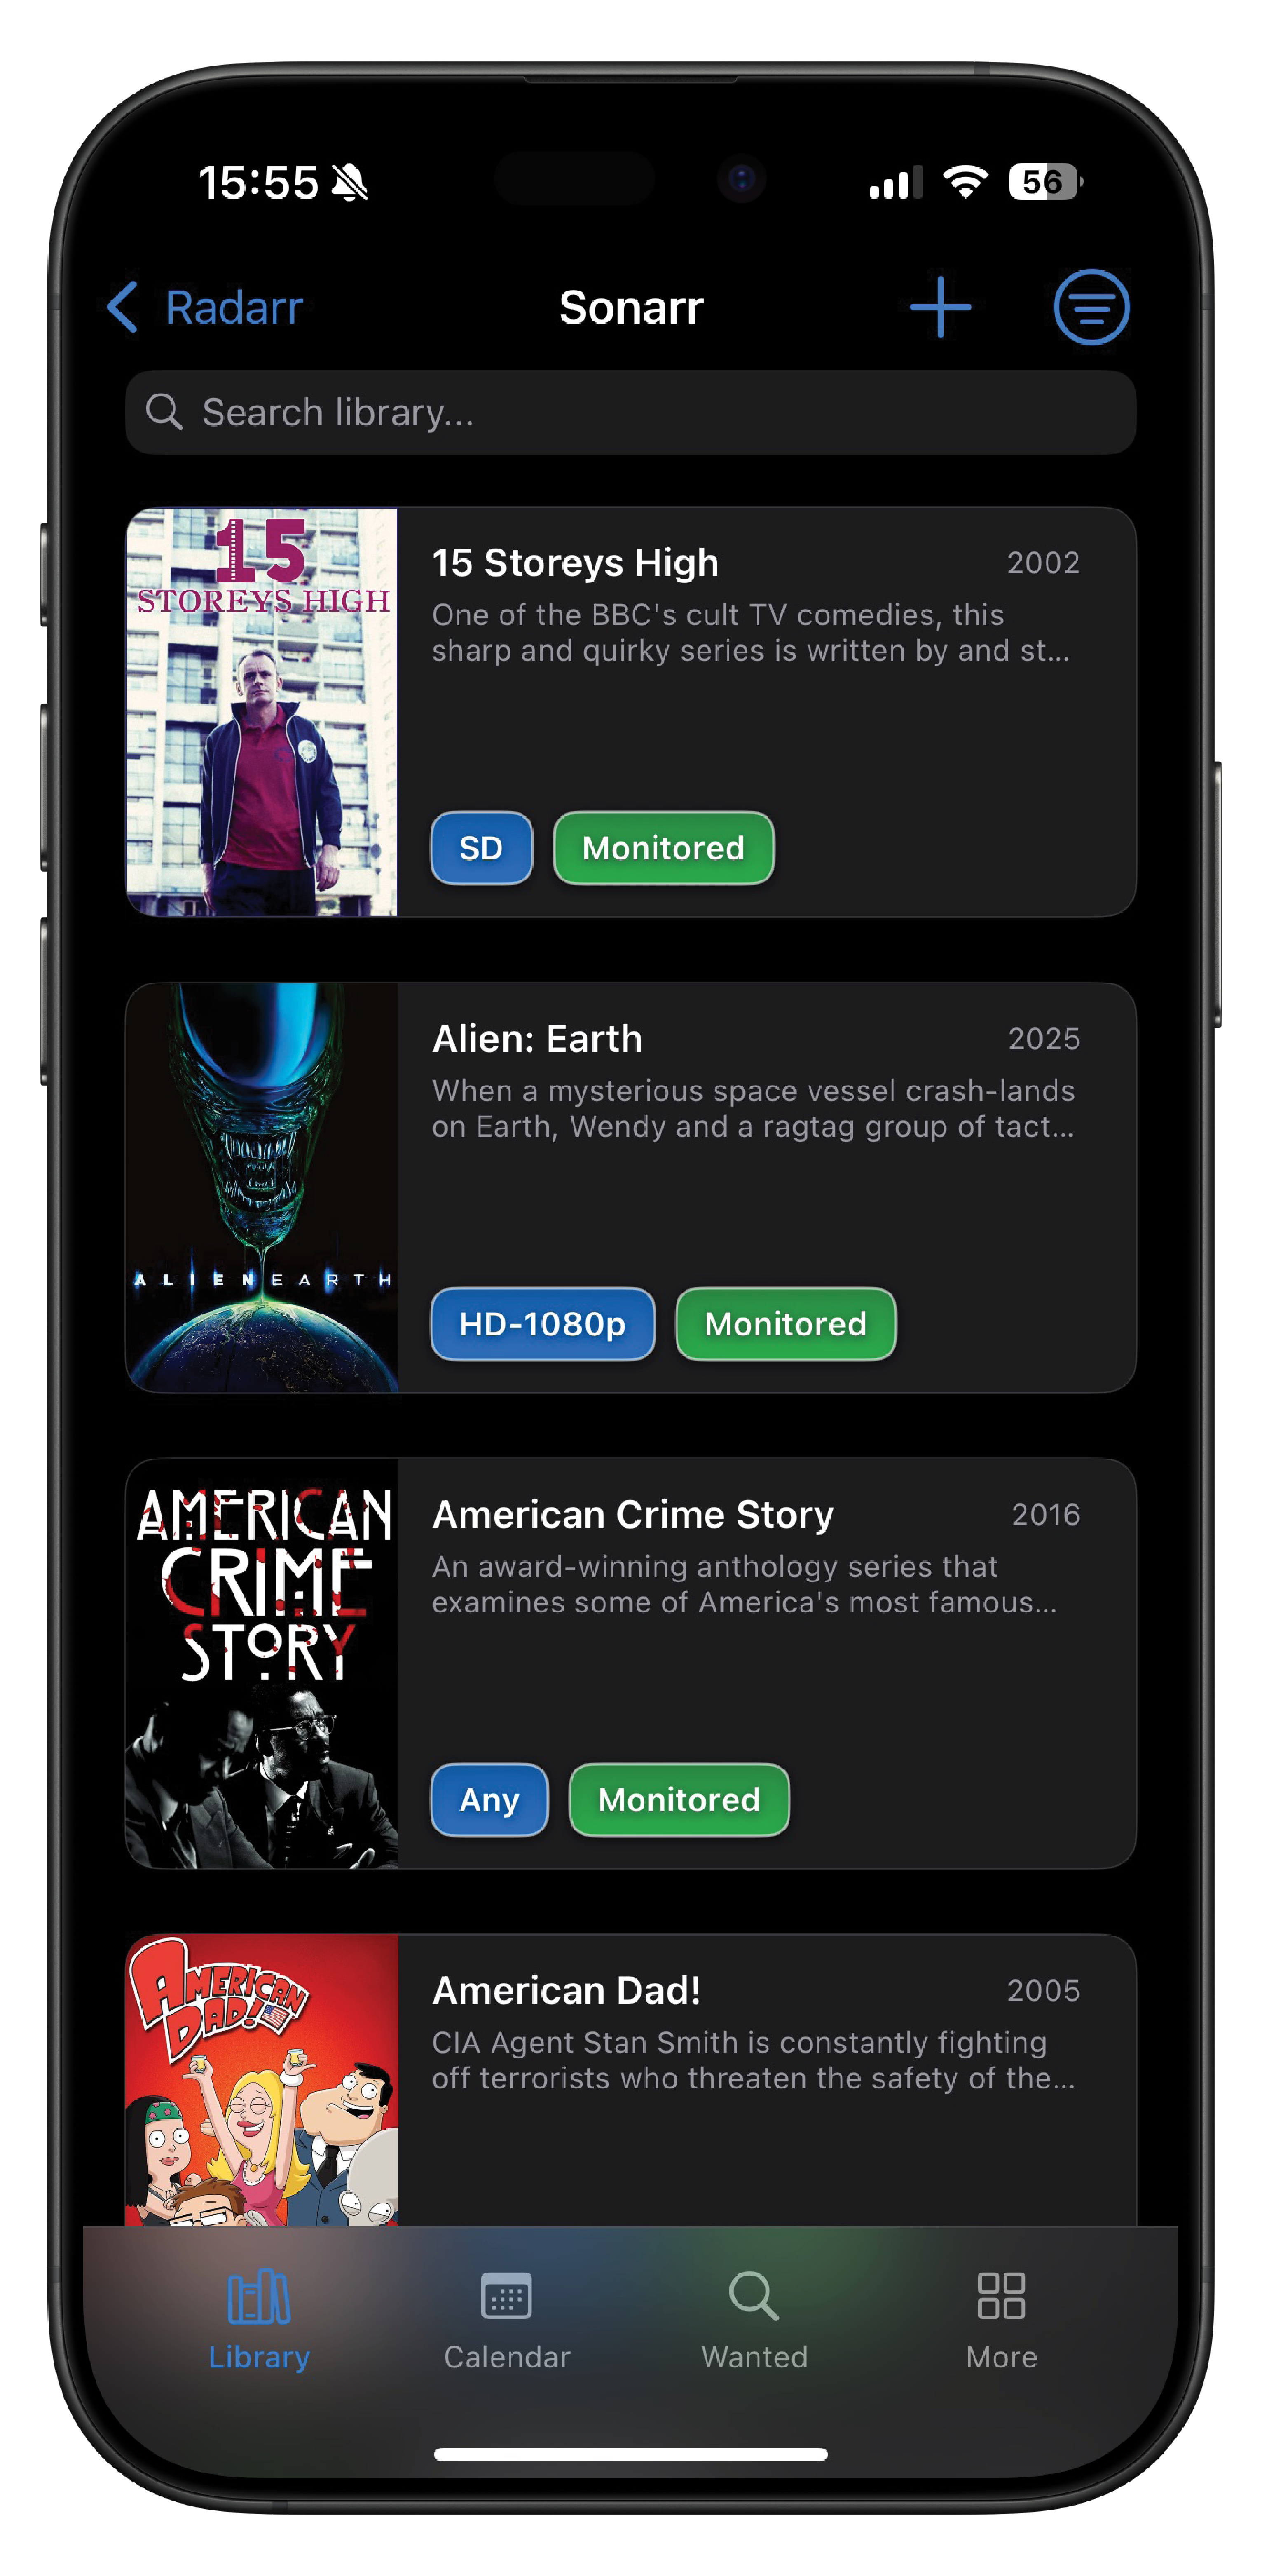 15:55
56
Radarr
Sonarr
Search library...
15
STOREYS HIGH
15 Storeys High
2002
One of the BBC's cult TV comedies, this
sharp and quirky series is written by and st...
SD
Monitored
ALIEN EARTH
Alien: Earth
2025
When a mysterious space vessel crash-lands
on Earth, Wendy and a ragtag group of tact...
HD-1080p
Monitored
AMERICAN
CRIME
STORY
American Crime Story
2016
An award-winning anthology series that
examines some of America's most famous...
Any
Monitored
AMERICAN
DAD!
American Dad!
2005
CIA Agent Stan Smith is constantly fighting
off terrorists who threaten the safety of the...
Library
Calendar
Wanted
More